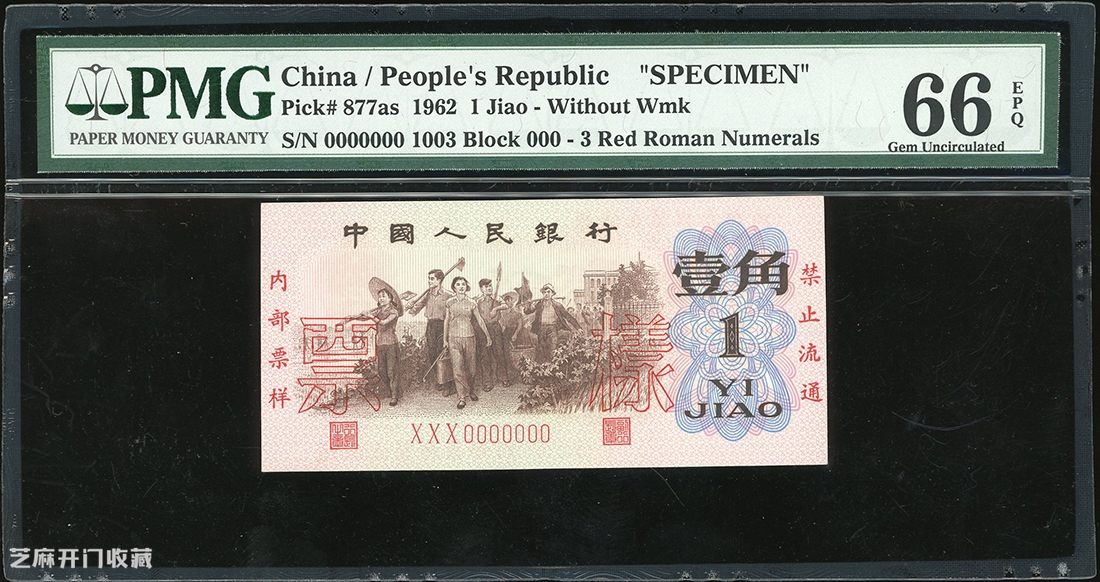 PMG
PAPER MONEY GUARANTY
China / People's Republic "SPECIMEN"
Pick# 877as 1962 1 Jiao - Without Wmk
S/N 0000000 1003 Block 000 - 3 Red Roman Numerals
66
EPQ
Gem Uncirculated
中國人民銀行
内部票样
票樣
壹角
1
YI
JIAO
禁止流通
XXX0000000
芝麻开门收藏